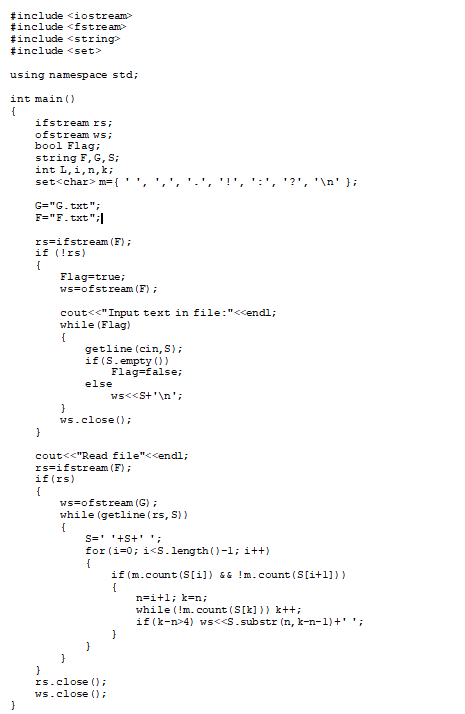 #include <iostream>
#include <fstream>
#include <string>
#include <set>

using namespace std;

int main()
{
    ifstream rs;
    ofstream ws;
    bool Flag;
    string F,G,S;
    int L,i,n,k;
    set<char> m={ ' ', ',', '.', '!', ':', '?', '\n' };

    G="G.txt";
    F="F.txt";

    rs=ifstream(F);
    if (!rs)
    {
        Flag=true;
        ws=ofstream(F);

        cout<<"Input text in file:"<<endl;
        while(Flag)
        {
            getline(cin,S);
            if(S.empty())
                Flag=false;
            else
                ws<<S+'\n';
        }
        ws.close();
    }

    cout<<"Read file"<<endl;
    rs=ifstream(F);
    if(rs)
    {
        ws=ofstream(G);
        while(getline(rs,S))
        {
            S=' '+S+' ';
            for(i=0; i<S.length()-1; i++)
            {
                if(m.count(S[i]) && !m.count(S[i+1]))
                {
                    n=i+1; k=n;
                    while(!m.count(S[k])) k++;
                    if(k-n>4) ws<<S.substr(n,k-n-1)+' ';
                }
            }
        }
    }
    rs.close();
    ws.close();
}